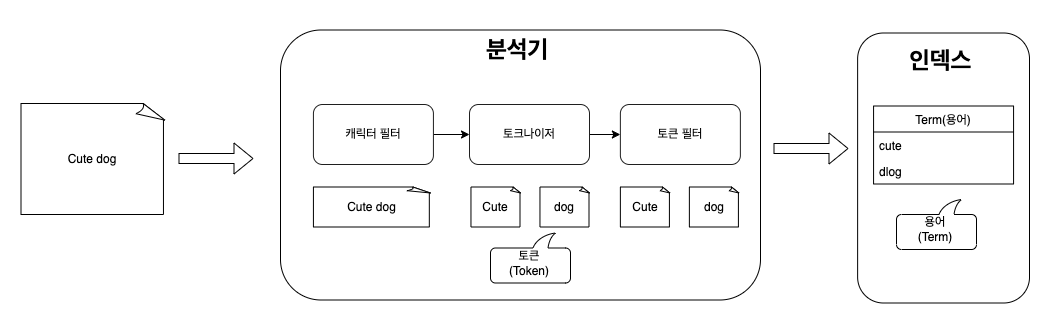 Cute dog
분석기
캐릭터 필터
토크나이저
토큰 필터
Cute dog
Cute
dog
Cute
dog
토큰
(Token)
인덱스
Term(용어)
cute
dlog
용어
(Term)